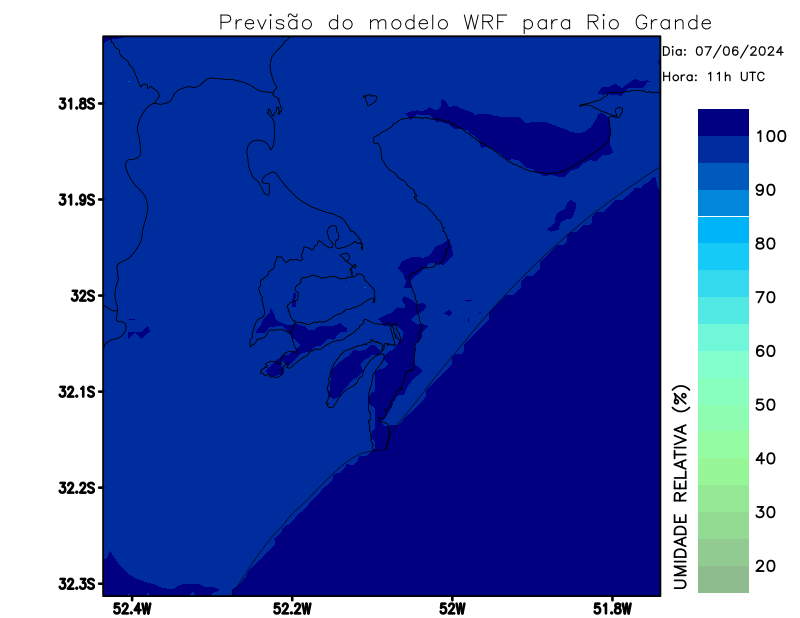 Previsão do modelo WRF para Rio Grande
Dia: 07/06/2024
Hora: 11h UTC
31.8S
31.9S
32S
32.1S
32.2S
32.3S
52.4W
52.2W
52W
51.8W
UMIDADE RELATIVA (%)
100
90
80
70
60
50
40
30
20